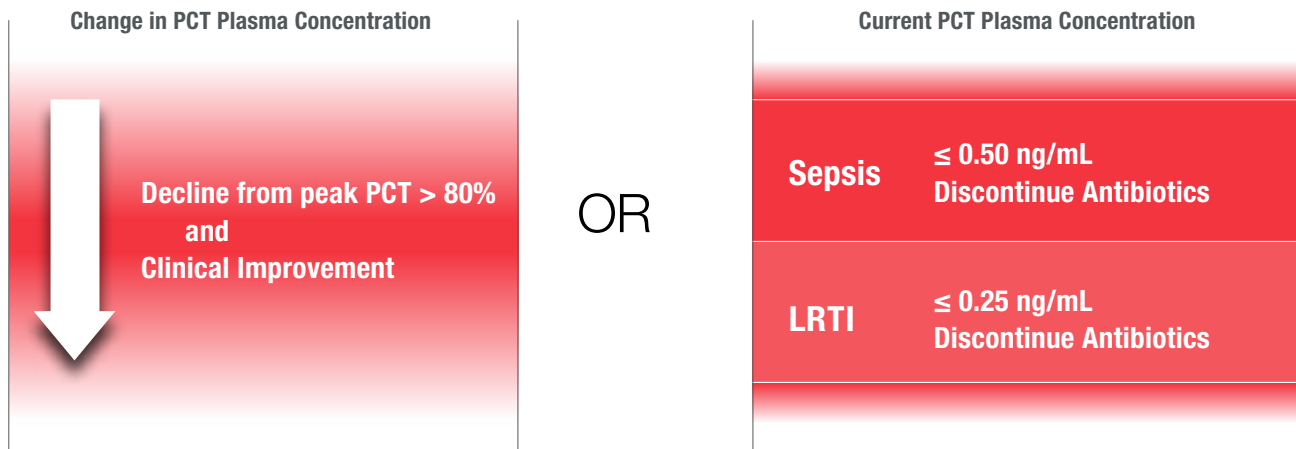 Change in PCT Plasma Concentration
Decline from peak PCT > 80%
and
Clinical Improvement
OR
Current PCT Plasma Concentration
Sepsis
≤ 0.50 ng/mL
Discontinue Antibiotics
LRTI
≤ 0.25 ng/mL
Discontinue Antibiotics